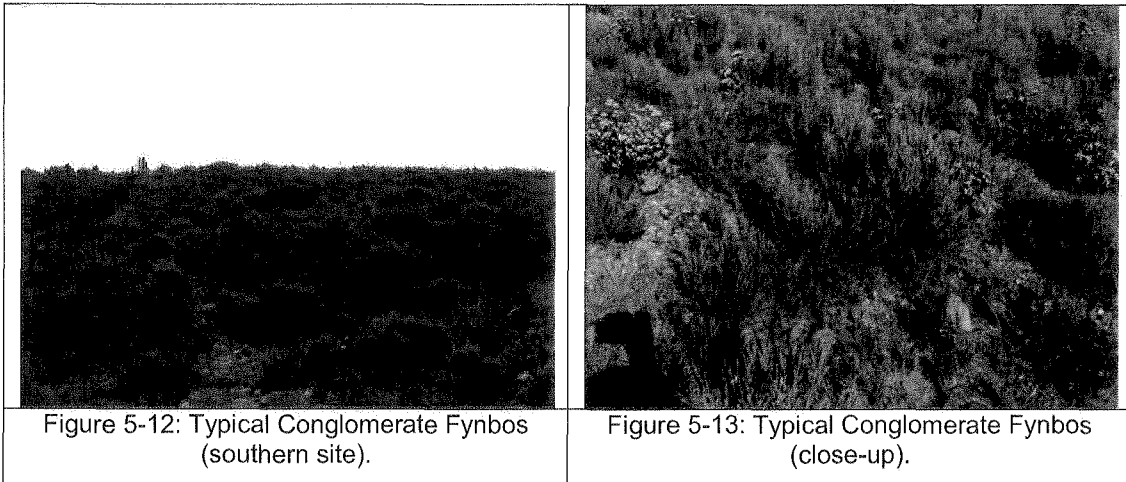 Figure 5-12: Typical Conglomerate Fynbos
(southern site).
Figure 5-13: Typical Conglomerate Fynbos
(close-up).